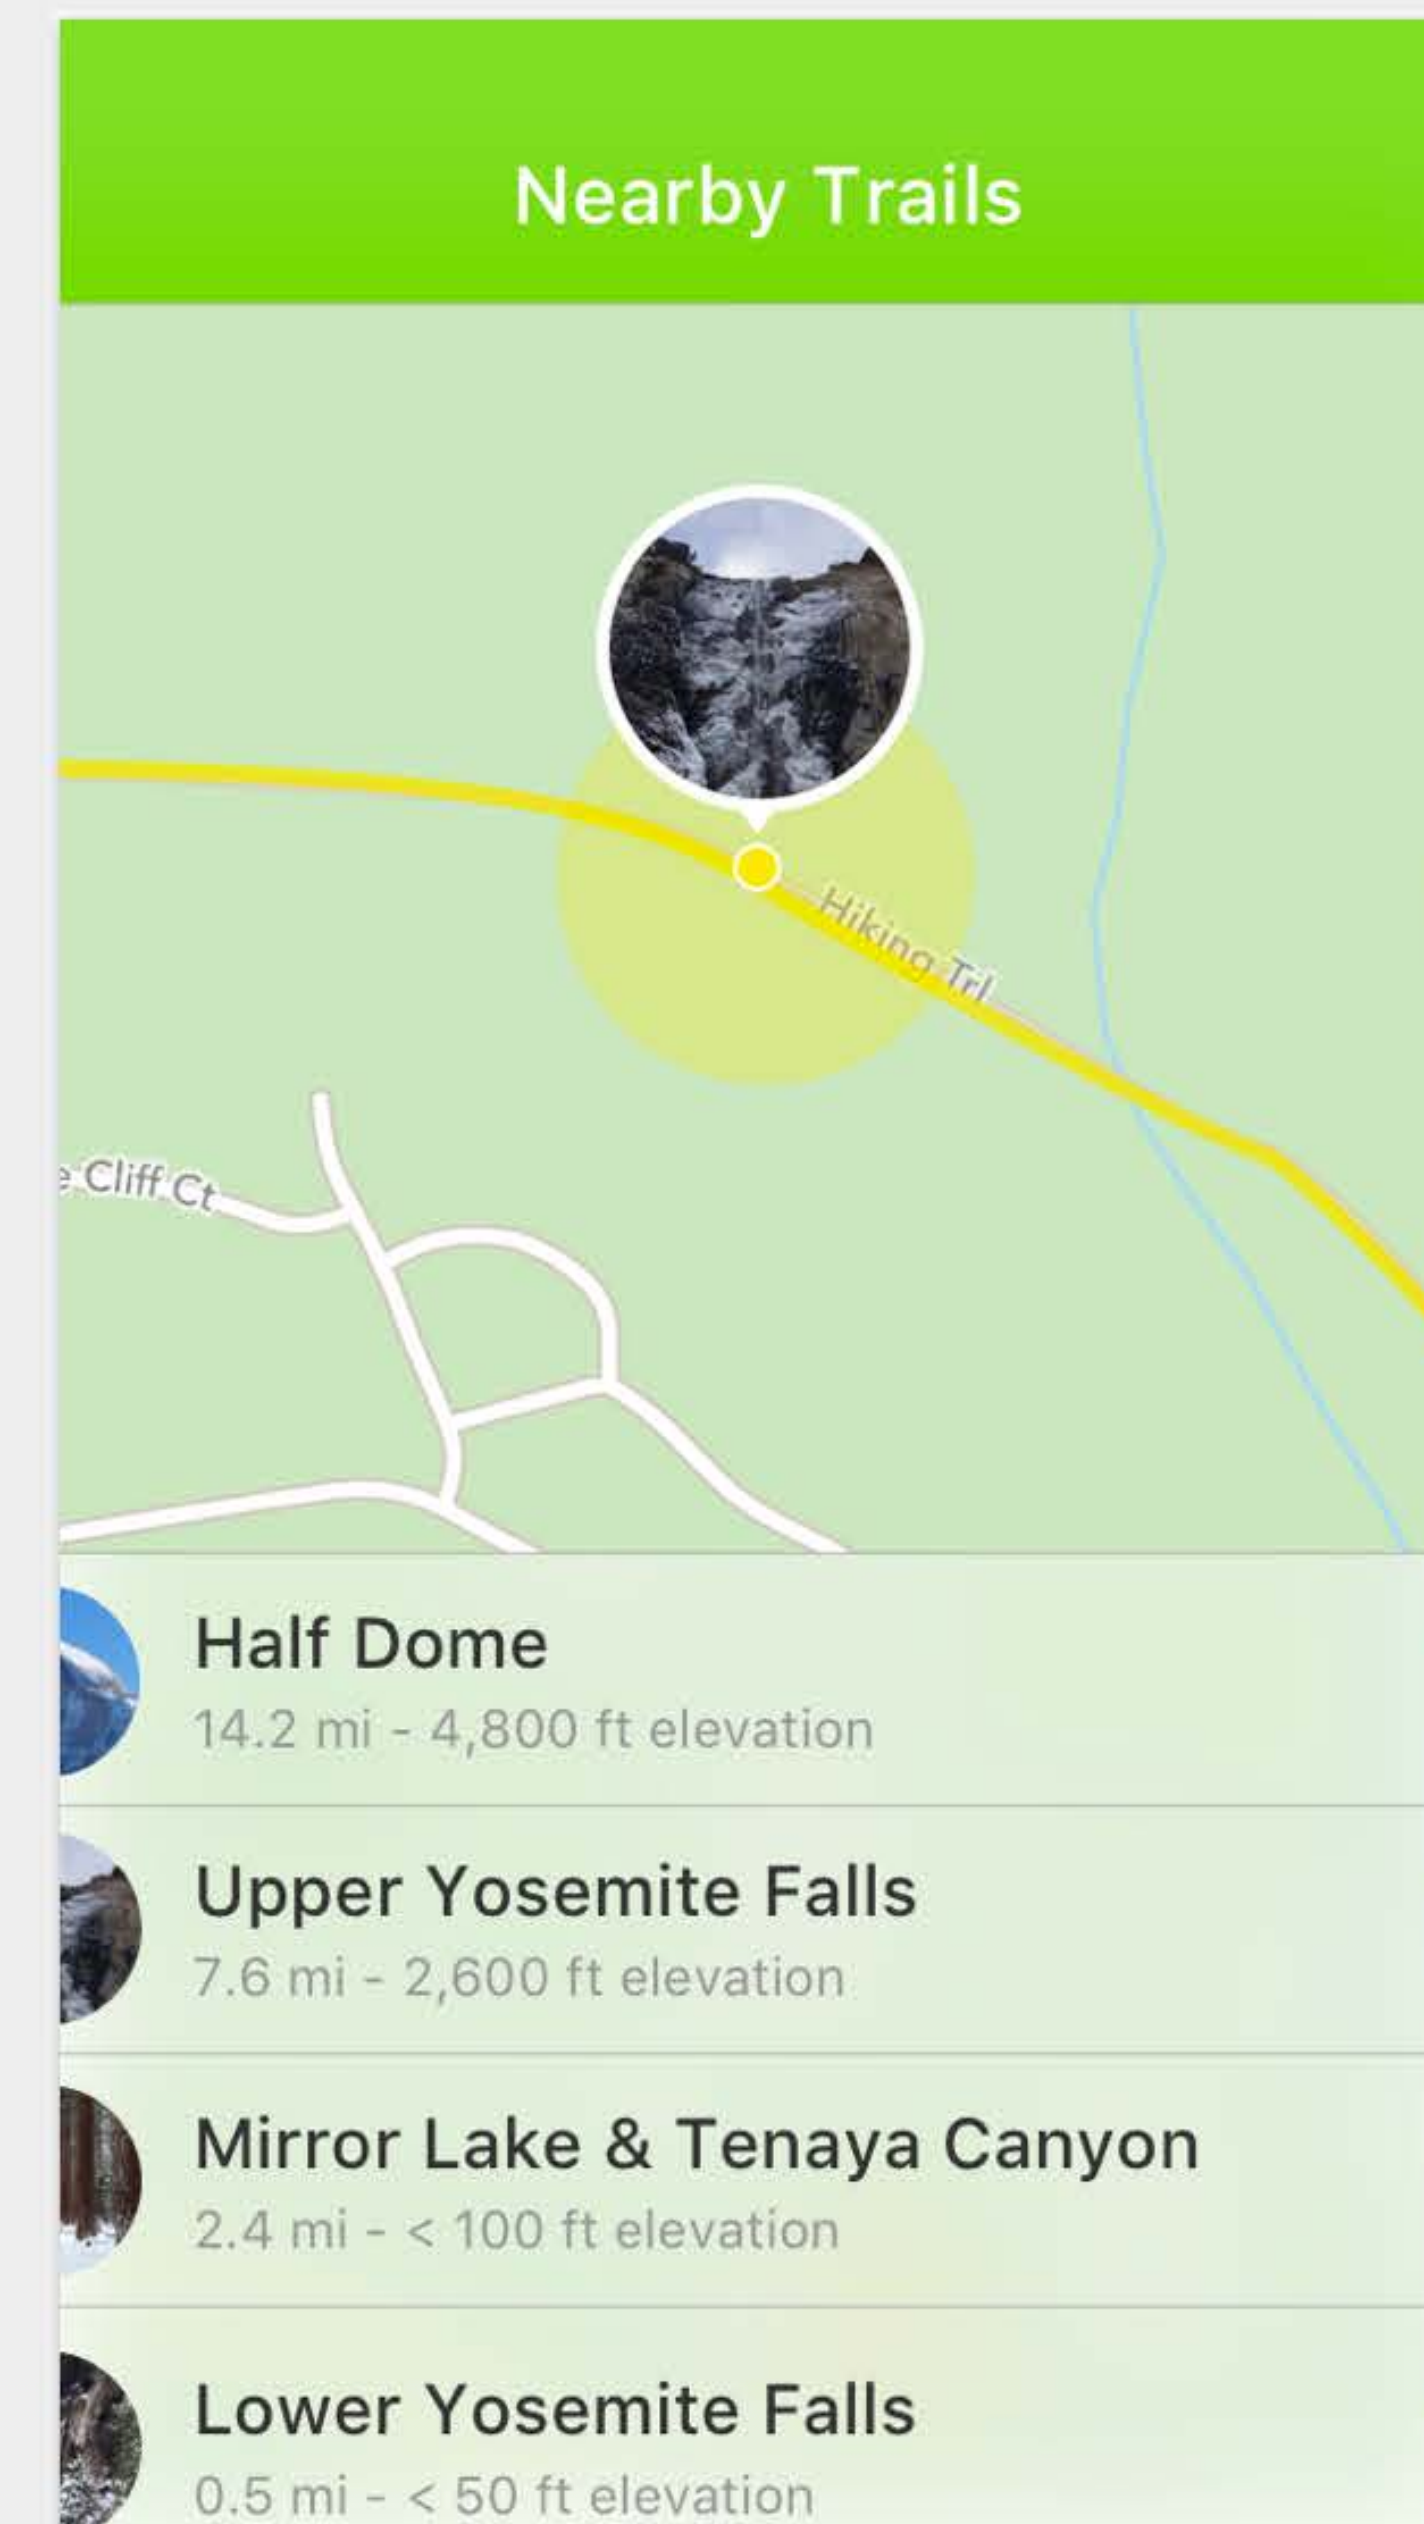 Nearby Trails
Hiking Trl
e Cliff Ct
Half Dome
14.2 mi - 4,800 ft elevation
Upper Yosemite Falls
7.6 mi - 2,600 ft elevation
Mirror Lake & Tenaya Canyon
2.4 mi - < 100 ft elevation
Lower Yosemite Falls
0.5 mi - < 50 ft elevation